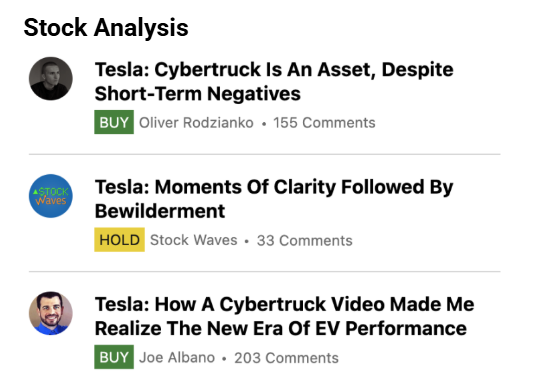 Stock Analysis
Tesla: Cybertruck Is An Asset, Despite
Short-Term Negatives
BUY Oliver Rodzianko • 155 Comments
STOCK
Waves
Tesla: Moments Of Clarity Followed By
Bewilderment
HOLD Stock Waves • 33 Comments
Tesla: How A Cybertruck Video Made Me
Realize The New Era Of EV Performance
BUY Joe Albano • 203 Comments